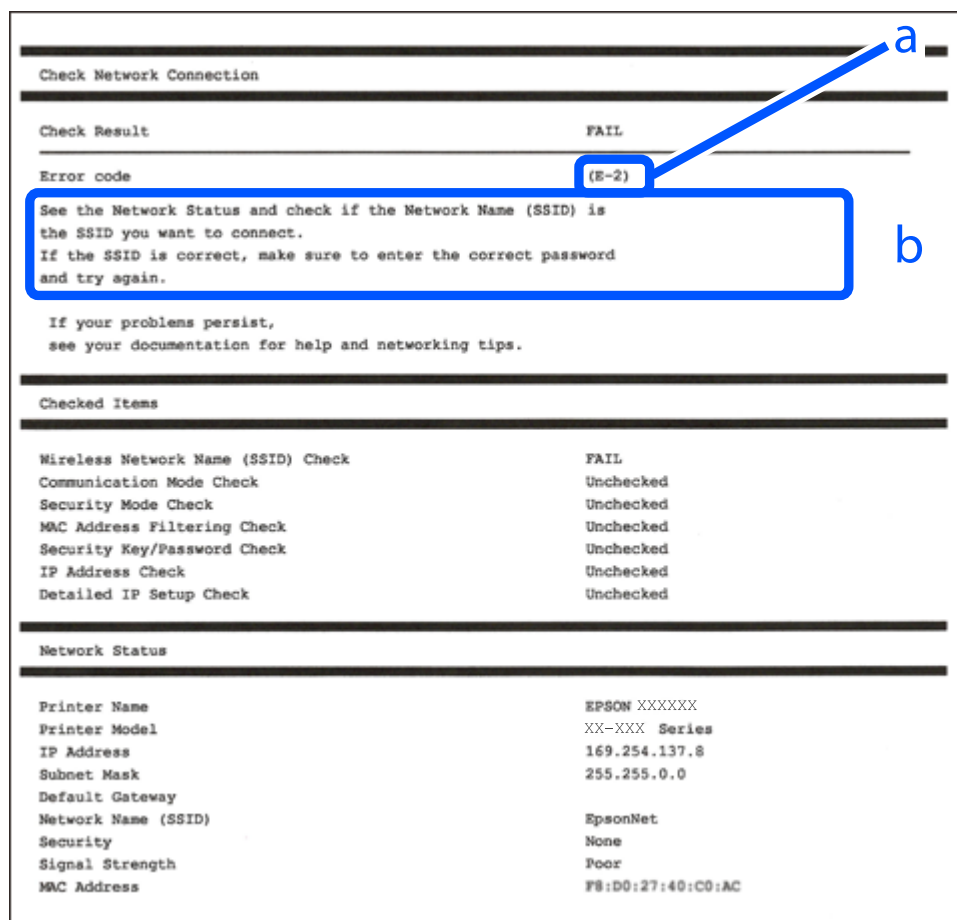 a
Check Network Connection
Check Result FAIL
Error code (E-2)
See the Network Status and check if the Network Name (SSID) is
the SSID you want to connect.
If the SSID is correct, make sure to enter the correct password
and try again.
b
If your problems persist,
see your documentation for help and networking tips.
Checked Items
Wireless Network Name (SSID) Check FAIL
Communication Mode Check Unchecked
Security Mode Check Unchecked
MAC Address Filtering Check Unchecked
Security Key/Password Check Unchecked
IP Address Check Unchecked
Detailed IP Setup Check Unchecked
Network Status
Printer Name EPSON XXXXXX
Printer Model XX-XXX Series
IP Address 169.254.137.8
Subnet Mask 255.255.0.0
Default Gateway
Network Name (SSID) EpsonNet
Security None
Signal Strength Poor
MAC Address F8:D0:27:40:C0:AC